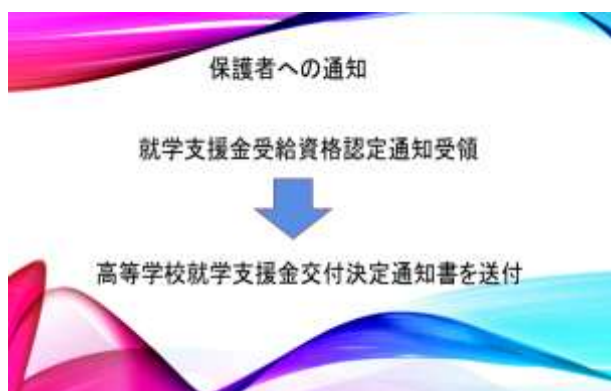 保護者への通知
就学支援金受給資格認定通知受領
高等学校就学支援金交付決定通知書を送付